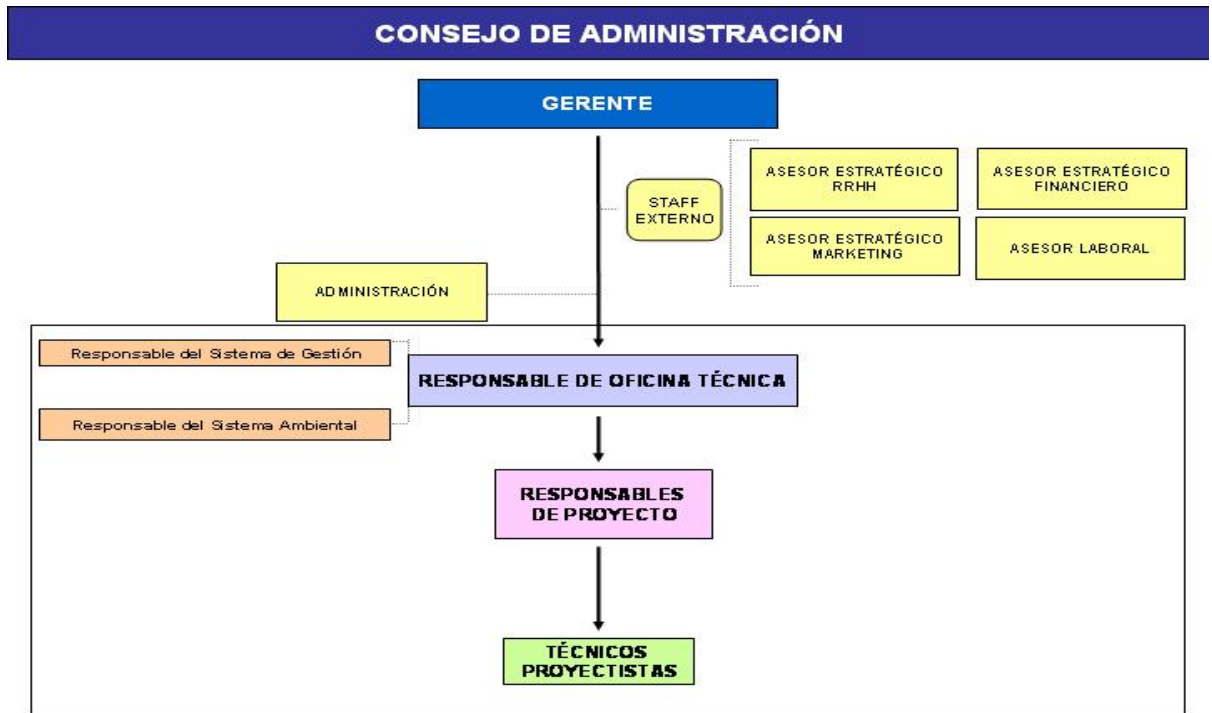 CONSEJO DE ADMINISTRACIÓN
GERENTE
STAFF
EXTERNO
ASESOR ESTRATÉGICO
RRHH
ASESOR ESTRATÉGICO
FINANCIERO
ASESOR ESTRATÉGICO
MARKETING
ASESOR LABORAL
ADMINISTRACIÓN
Responsable del Sistema de Gestión
RESPONSABLE DE OFICINA TÉCNICA
Responsable del Sistema Ambiental
RESPONSABLES
DE PROYECTO
TÉCNICOS
PROYECTISTAS